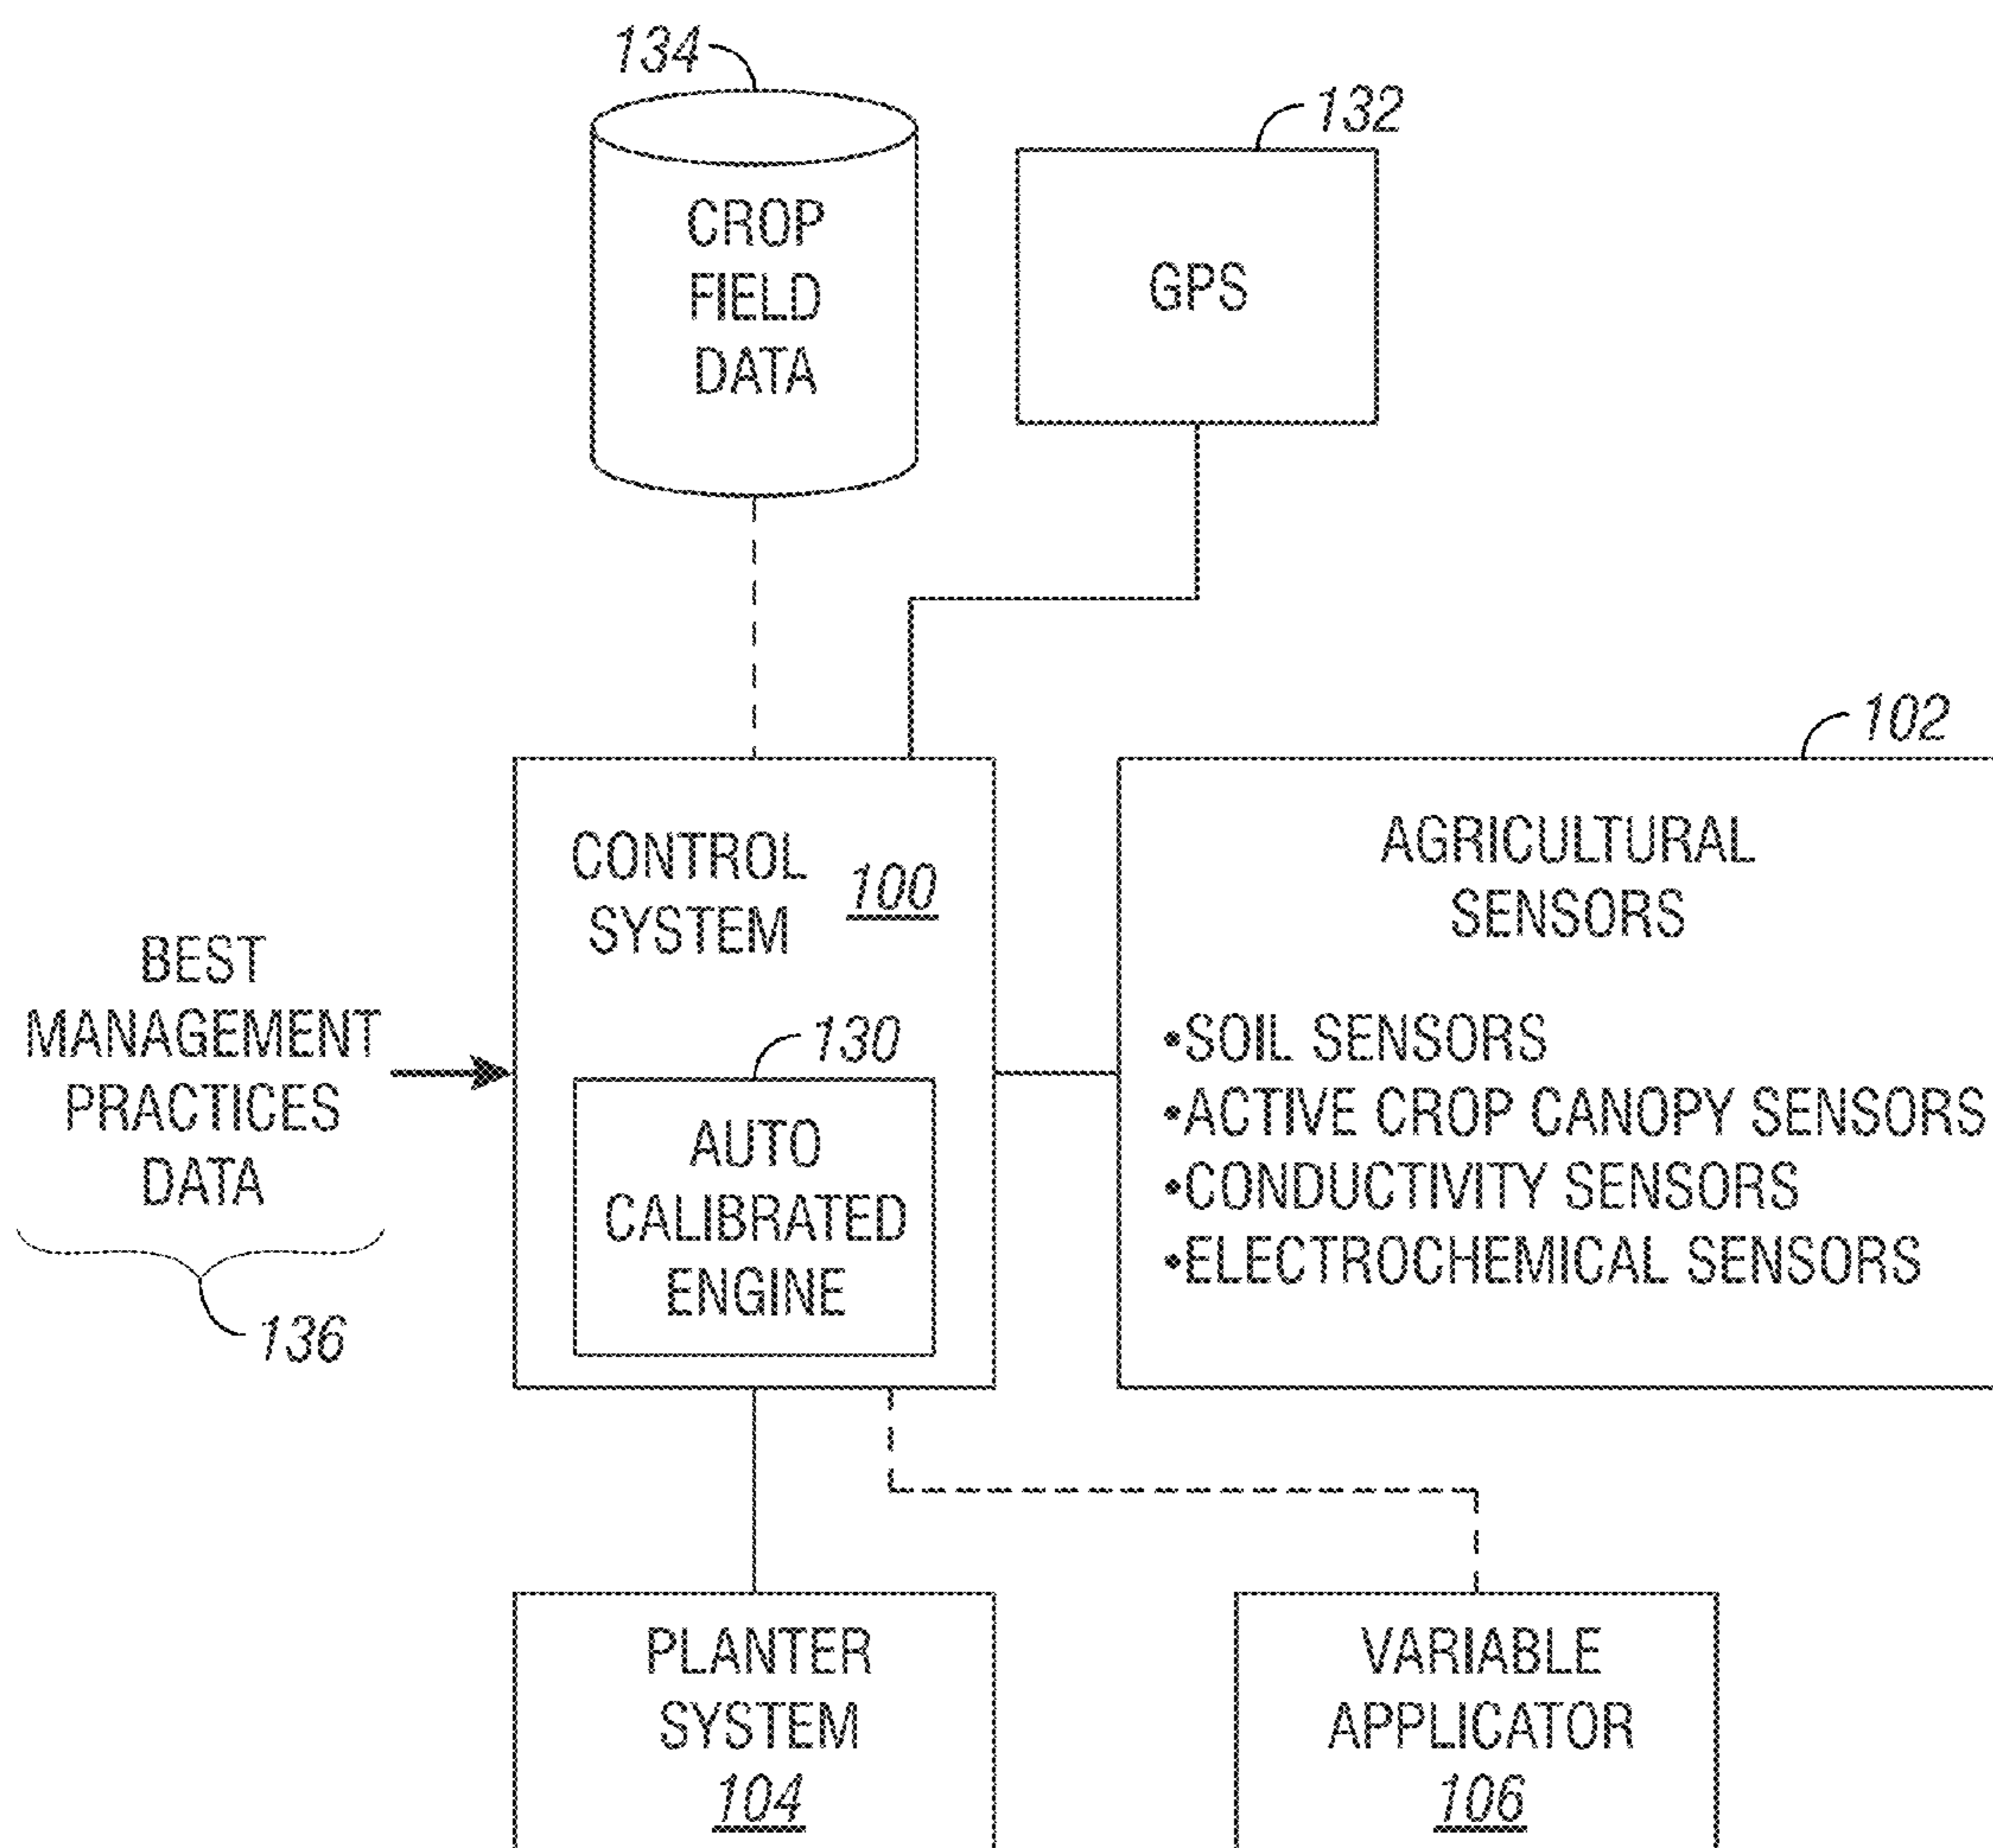 134
132
CROP
FIELD
DATA
GPS
102
CONTROL
SYSTEM
100
AGRICULTURAL
SENSORS
•SOIL SENSORS
•ACTIVE CROP CANOPY SENSORS
•CONDUCTIVITY SENSORS
•ELECTROCHEMICAL SENSORS
BEST
MANAGEMENT
PRACTICES
DATA
136
130
AUTO
CALIBRATED
ENGINE
PLANTER
SYSTEM
104
VARIABLE
APPLICATOR
106